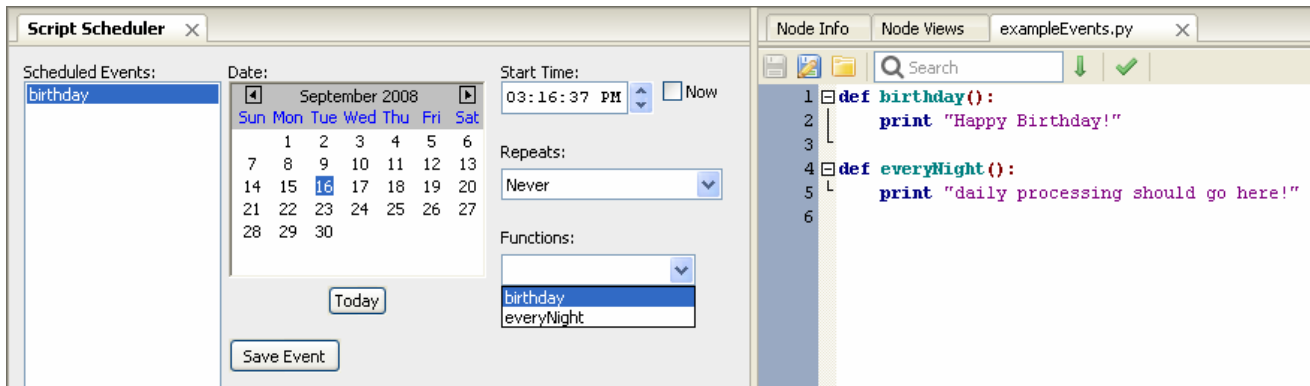 Script Scheduler
Scheduled Events:
birthday
Date:
September 2008
Sun Mon Tue Wed Thu Fri Sat
1 2 3 4 5 6
7 8 9 10 11 12 13
14 15 16 17 18 19 20
21 22 23 24 25 26 27
28 29 30
Today
Save Event
Start Time:
03:16:37 PM
Now
Repeats:
Never
Functions:
birthday
everyNight
Node Info
Node Views
exampleEvents.py
Search
1 def birthday():
2 print "Happy Birthday!"
3
4 def everyNight():
5 print "daily processing should go here!"
6